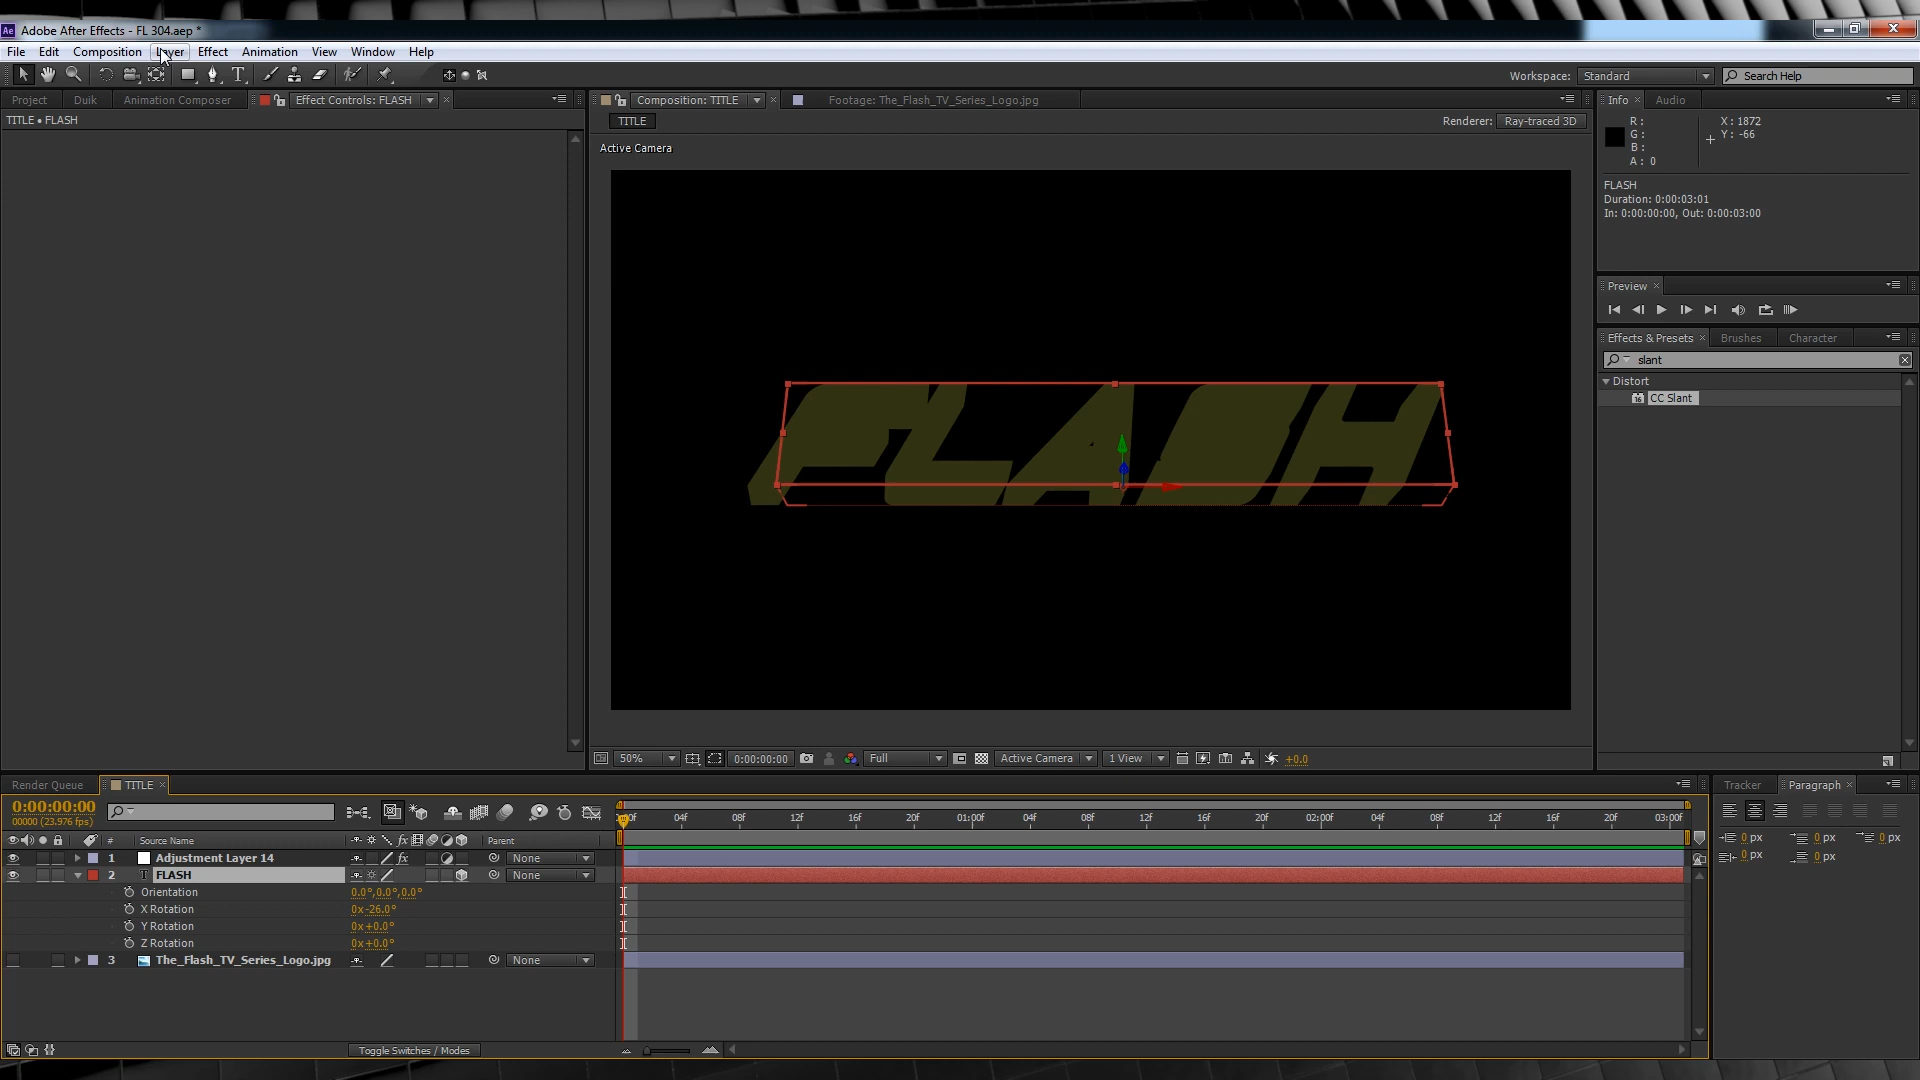 Ae Adobe After Effects - FL 304.aep *
File Edit Composition Layer Effect Animation View Window Help
T Workspace: Standard Search Help
Project Duik Animation Composer Effect Controls: FLASH
Composition: TITLE Footage: The_Flash_TV_Series_Logo.jpg
Info Audio
TITLE • FLASH
TITLE
Renderer: Ray-traced 3D
Active Camera
R :
G :
B :
A : 0
X : 1872
Y : -66
FLASH
Duration: 0:00:03:01
In: 0:00:00:00, Out: 0:00:03:00
Preview
Effects & Presets Brushes Character
slant
Distort
CC Slant
FLASH
50% 0:00:00:00 Full Active Camera 1 View +0.0
Render Queue TITLE
Tracker Paragraph
0:00:00:00
00000 (23.976 fps)
04f 08f 12f 16f 20f 01:00f 04f 08f 12f 16f 20f 02:00f 04f 08f 12f 16f 20f 03:00f
# Source Name fx Parent
1 Adjustment Layer 14 fx None
2 T FLASH None
Orientation 0.0°,0.0°,0.0°
X Rotation 0x-26.0°
Y Rotation 0x+0.0°
Z Rotation 0x+0.0°
3 The_Flash_TV_Series_Logo.jpg None
0 px 0 px 0 px
0 px 0 px
Toggle Switches / Modes